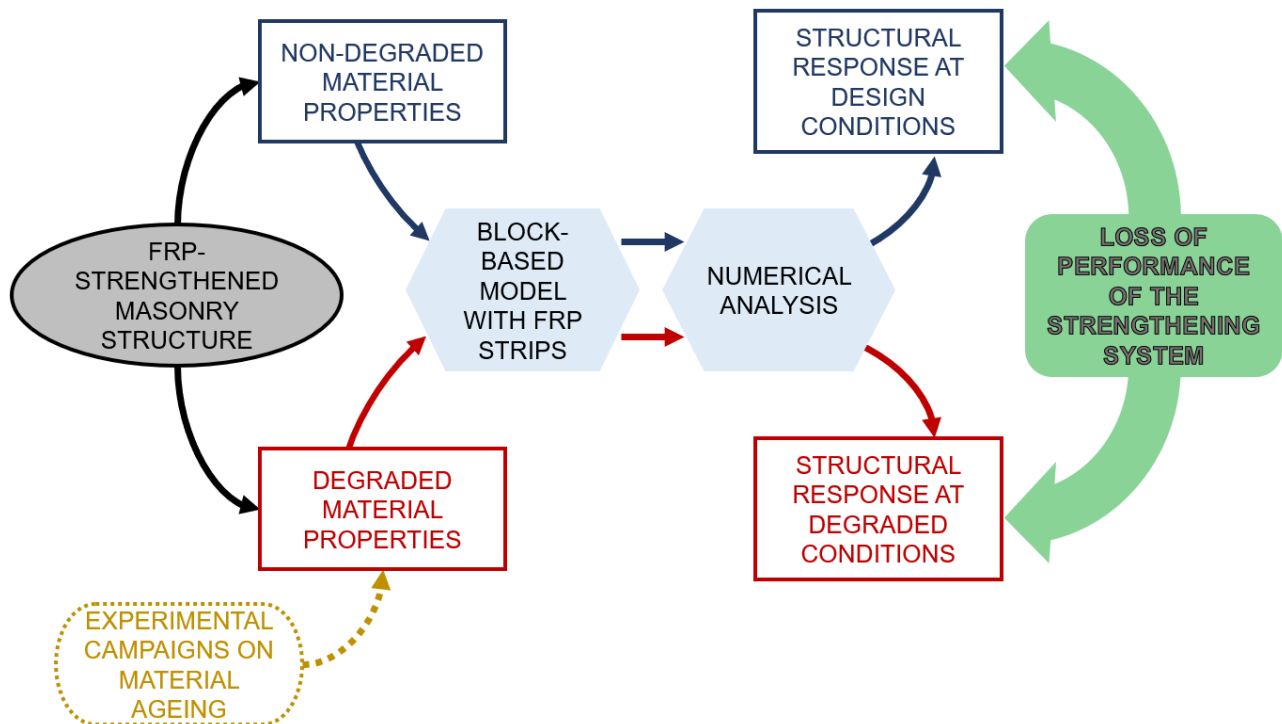 NON-DEGRADED
MATERIAL
PROPERTIES
STRUCTURAL
RESPONSE AT
DESIGN
CONDITIONS
FRP-
STRENGTHENED
MASONRY
STRUCTURE
BLOCK-
BASED
MODEL
WITH FRP
STRIPS
NUMERICAL
ANALYSIS
LOSS OF
PERFORMANCE
OF THE
STRENGTHENING
SYSTEM
DEGRADED
MATERIAL
PROPERTIES
STRUCTURAL
RESPONSE AT
DEGRADED
CONDITIONS
EXPERIMENTAL
CAMPAIGNS ON
MATERIAL
AGEING